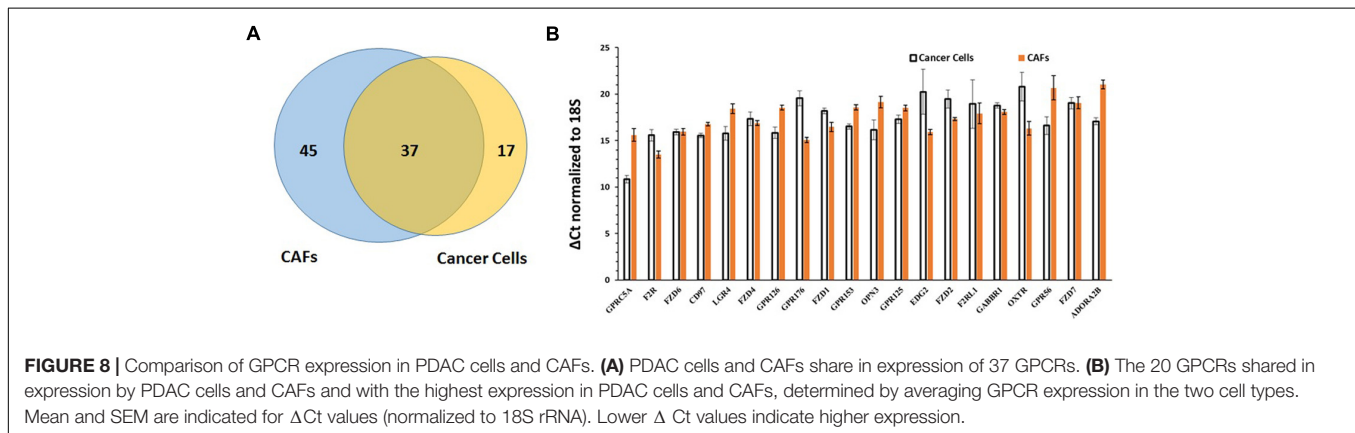 A
45
37
17
CAFs
Cancer Cells
B
Cancer Cells
CAFs
25
20
15
10
5
0
ΔCt normalized to 18S
GPRC5A
F2R
FZD6
CD97
LGR4
FZD4
GPR126
GPR176
FZD1
GPR153
OPN3
GPR125
EDG2
FZD2
F2RL1
GABBR1
OXTR
GPR56
FZD7
ADORA2B
FIGURE 8 | Comparison of GPCR expression in PDAC cells and CAFs. (A) PDAC cells and CAFs share in expression of 37 GPCRs. (B) The 20 GPCRs shared in
expression by PDAC cells and CAFs and with the highest expression in PDAC cells and CAFs, determined by averaging GPCR expression in the two cell types.
Mean and SEM are indicated for ΔCt values (normalized to 18S rRNA). Lower Δ Ct values indicate higher expression.